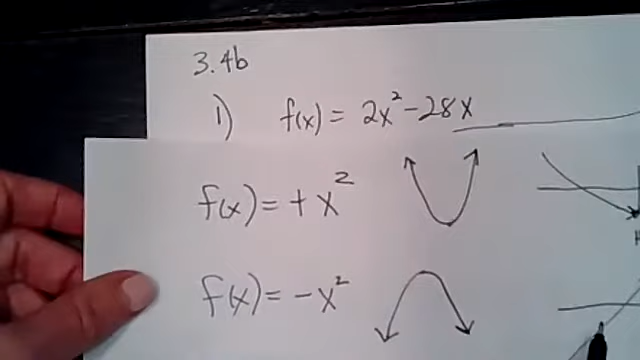 3.4b
1) f(x) = 2x² - 28x
f(x) = + x²
f(x) = - x²